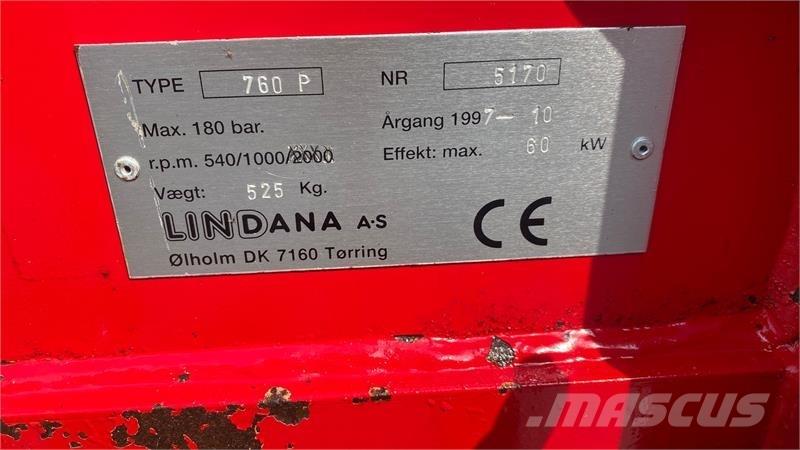 TYPE 760 P NR 5170
Max. 180 bar. Årgang 1997-10
r.p.m. 540/1000/2000 Effekt: max. 60 kW
Vægt: 525 Kg.
LINDANA A·S CE
Ølholm DK 7160 Tørring
MASCUS